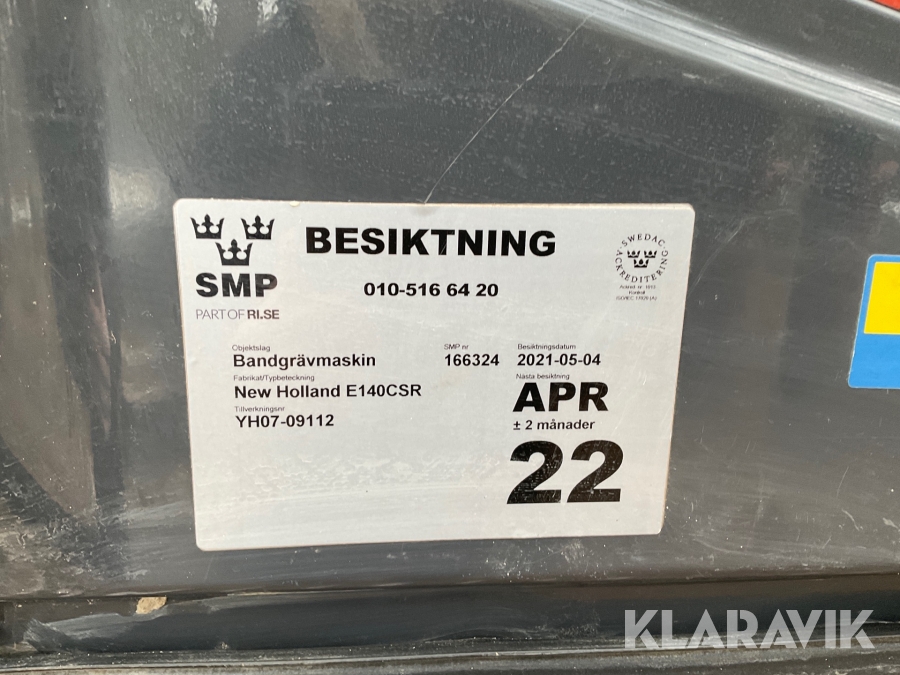 BESIKTNING
SMP
PART OF RI.SE
010-516 64 20
SWEDAC
ACKREDITERING
Objektslag
Bandgrävmaskin
SMP nr
166324
Besiktningsdatum
2021-05-04
Fabrikat/Typbeteckning
New Holland E140CSR
Tillverkningsnr
YH07-09112
Nästa besiktning
APR
± 2 månader
22
KLARAVIK